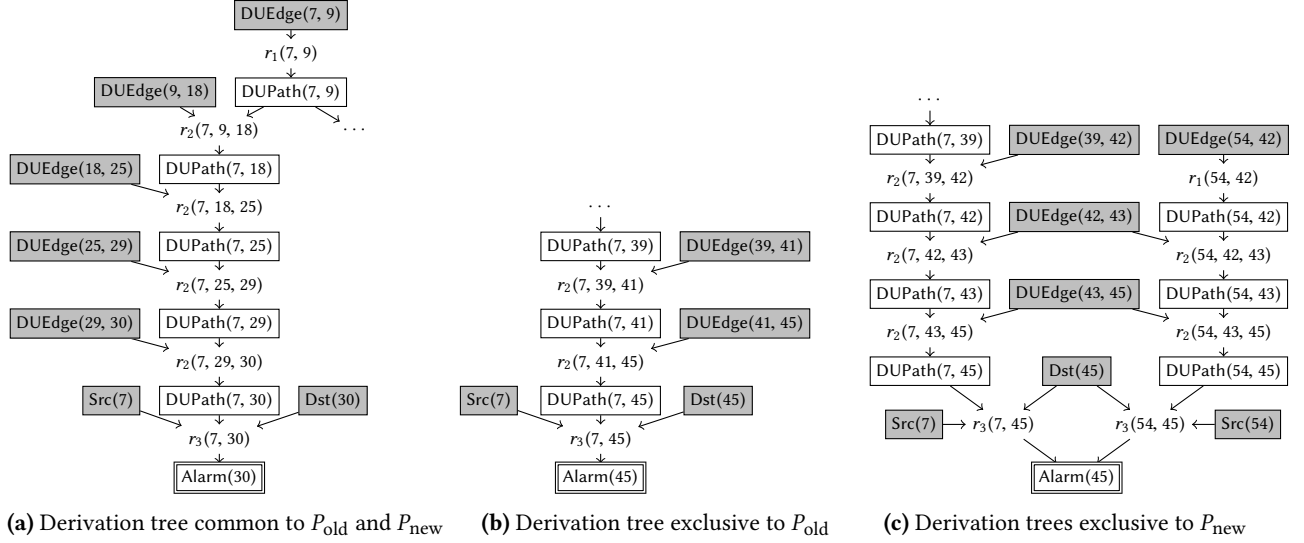 DUEdge(7, 9)
r1(7, 9)
DUEdge(9, 18) DUPath(7, 9)
r2(7, 9, 18) ...
DUEdge(18, 25) DUPath(7, 18)
r2(7, 18, 25)
DUEdge(25, 29) DUPath(7, 25)
r2(7, 25, 29)
DUEdge(29, 30) DUPath(7, 29)
r2(7, 29, 30)
Src(7) DUPath(7, 30) Dst(30)
r3(7, 30)
Alarm(30)
(a) Derivation tree common to Pold and Pnew
...
DUPath(7, 39) DUEdge(39, 41)
r2(7, 39, 41)
DUPath(7, 41) DUEdge(41, 45)
r2(7, 41, 45)
Src(7) DUPath(7, 45) Dst(45)
r3(7, 45)
Alarm(45)
(b) Derivation tree exclusive to Pold
...
DUPath(7, 39) DUEdge(39, 42) DUEdge(54, 42)
r2(7, 39, 42) r1(54, 42)
DUPath(7, 42) DUEdge(42, 43) DUPath(54, 42)
r2(7, 42, 43) r2(54, 42, 43)
DUPath(7, 43) DUEdge(43, 45) DUPath(54, 43)
r2(7, 43, 45) r2(54, 43, 45)
DUPath(7, 45) Dst(45) DUPath(54, 45)
Src(7) r3(7, 45) r3(54, 45) Src(54)
Alarm(45)
(c) Derivation trees exclusive to Pnew